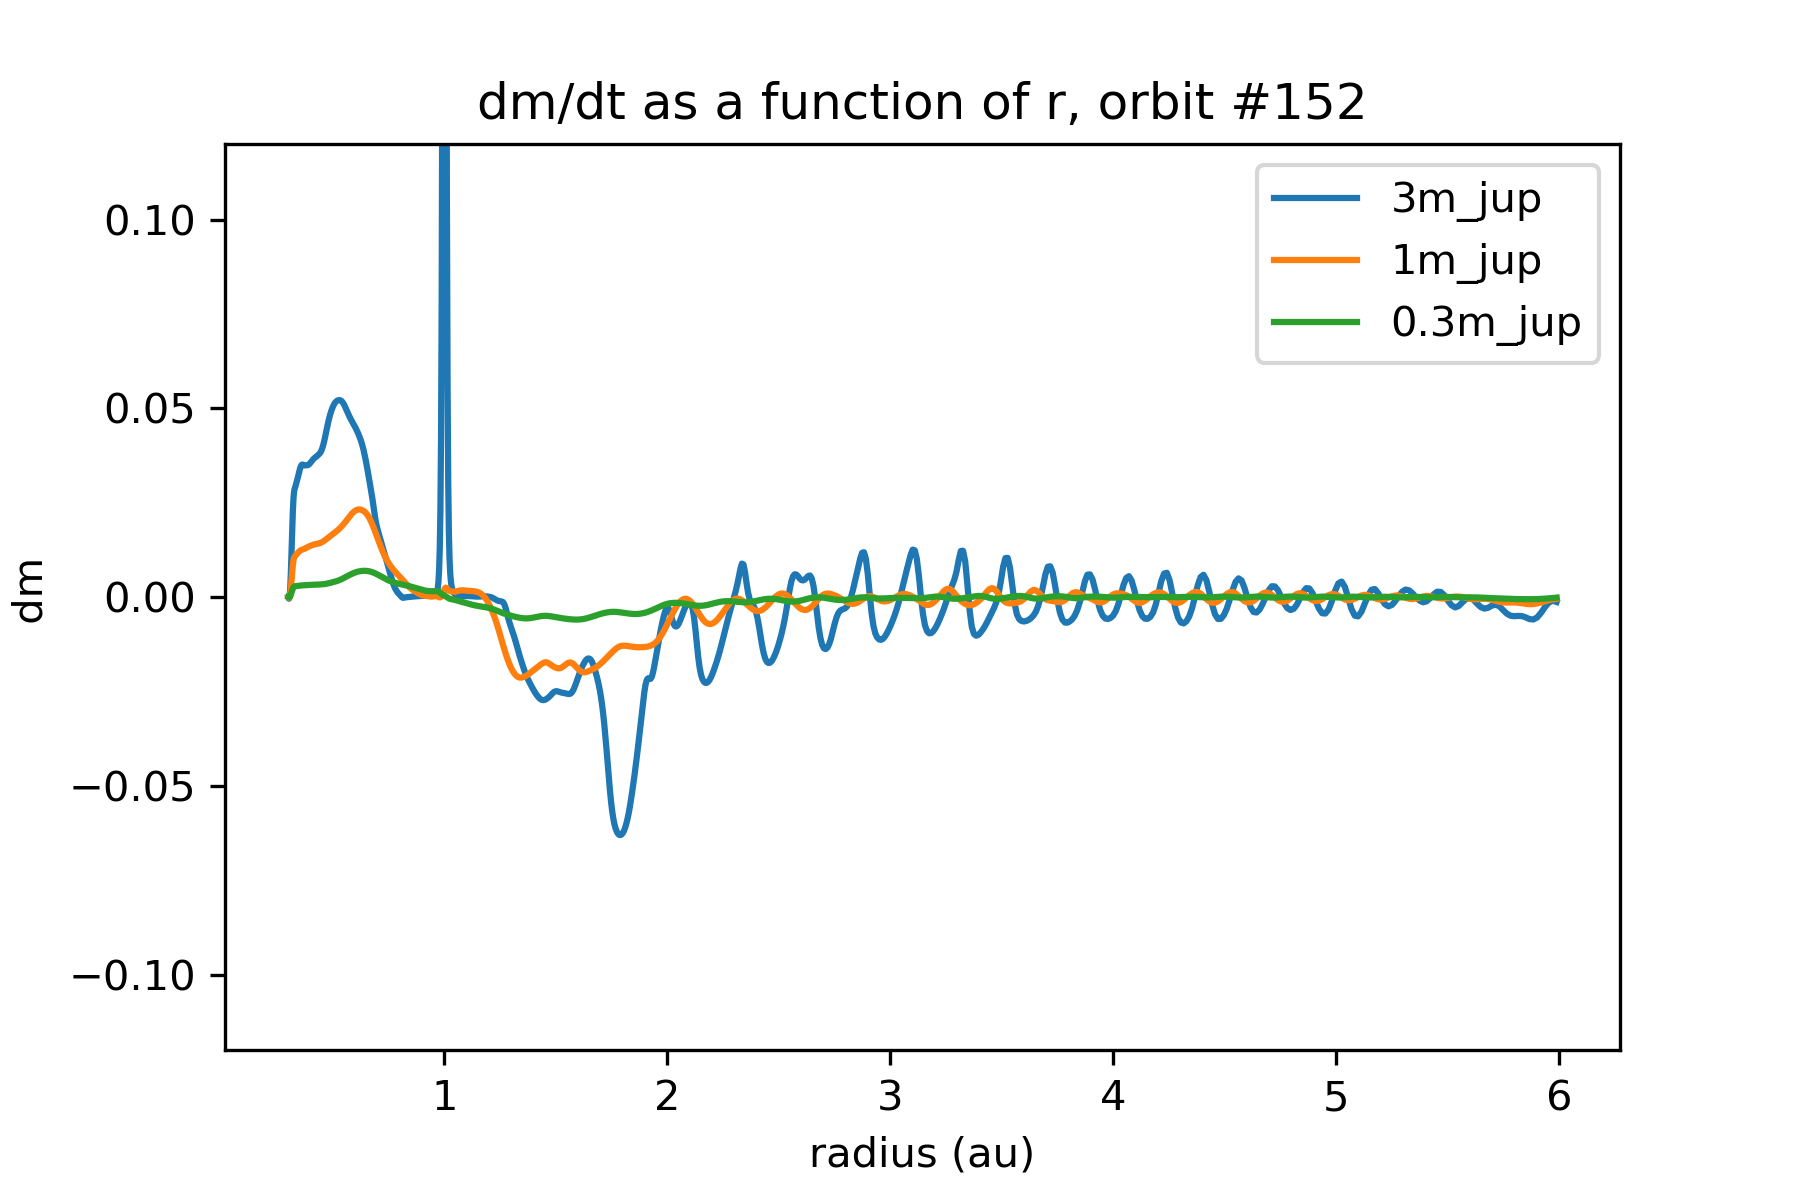 dm/dt as a function of r, orbit #152
3m_jup
1m_jup
0.3m_jup
0.10
0.05
0.00
−0.05
−0.10
dm
1 2 3 4 5 6
radius (au)